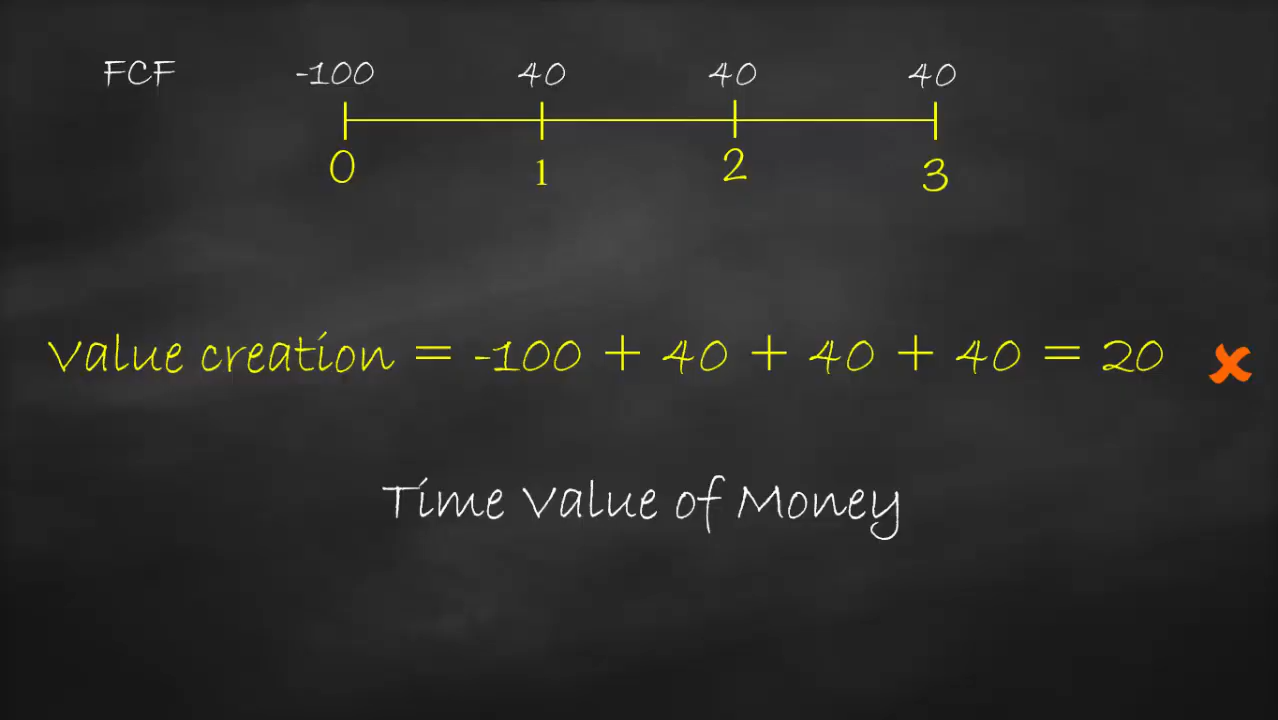 FCF -100 40 40 40
0 1 2 3
Value creation = -100 + 40 + 40 + 40 = 20 ✘
Time Value of Money